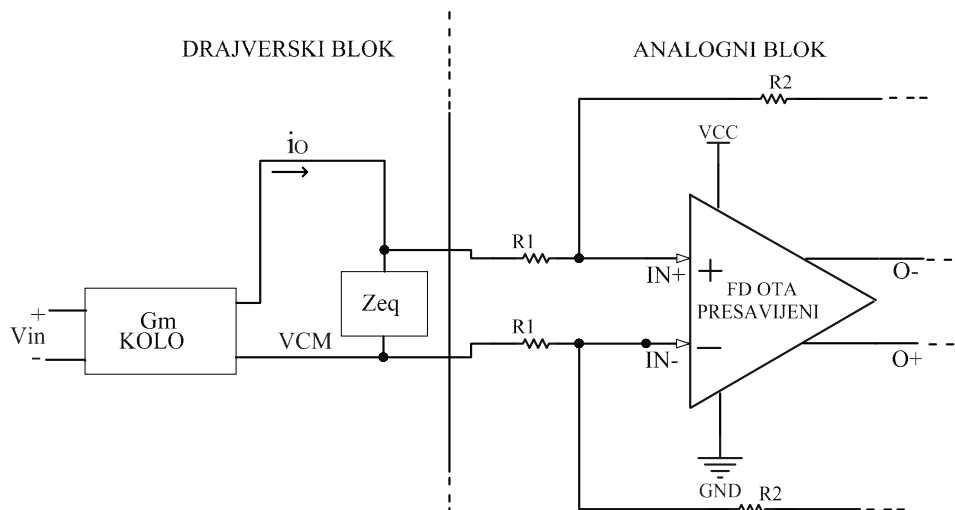 DRAJVERSKI BLOK
ANALOGNI BLOK
R2
VCC
iO
R1
IN+
+
O-
Zeq
FD OTA
PRESAVIJENI
+
Vin
-
Gm
KOLO
VCM
R1
IN-
−
O+
GND
R2